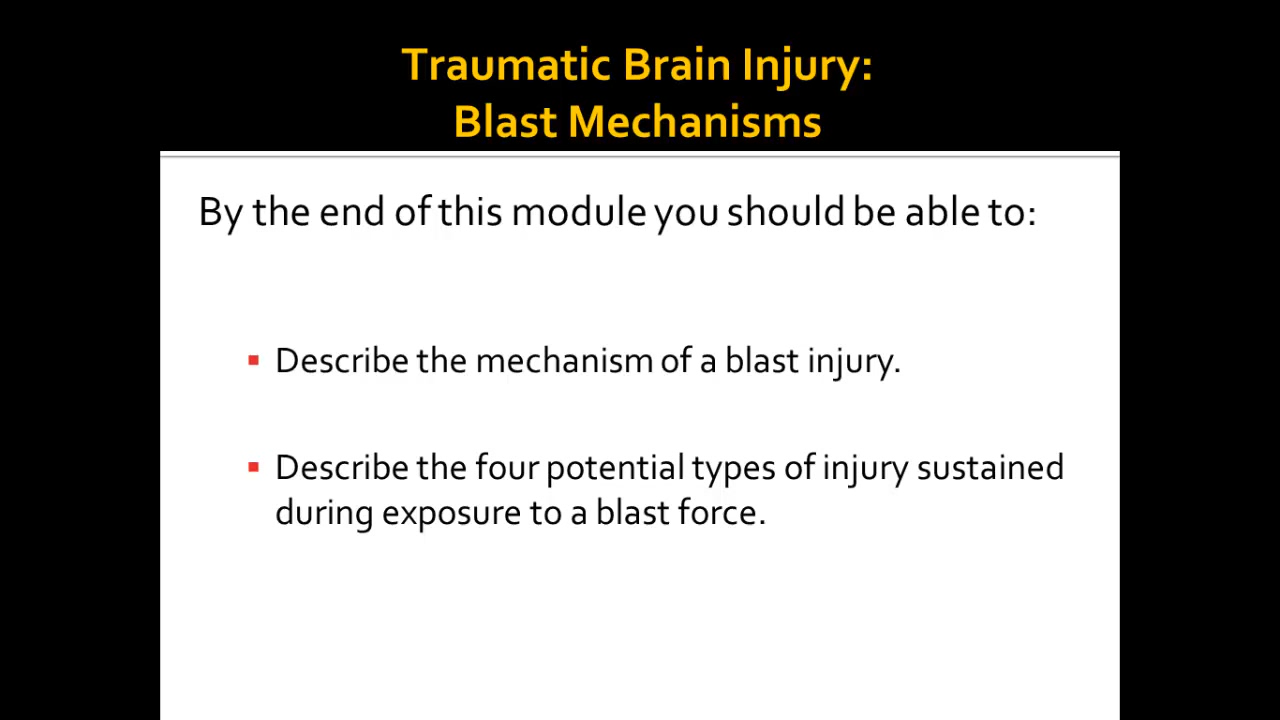 Traumatic Brain Injury:
Blast Mechanisms
By the end of this module you should be able to:
Describe the mechanism of a blast injury.
Describe the four potential types of injury sustained
during exposure to a blast force.